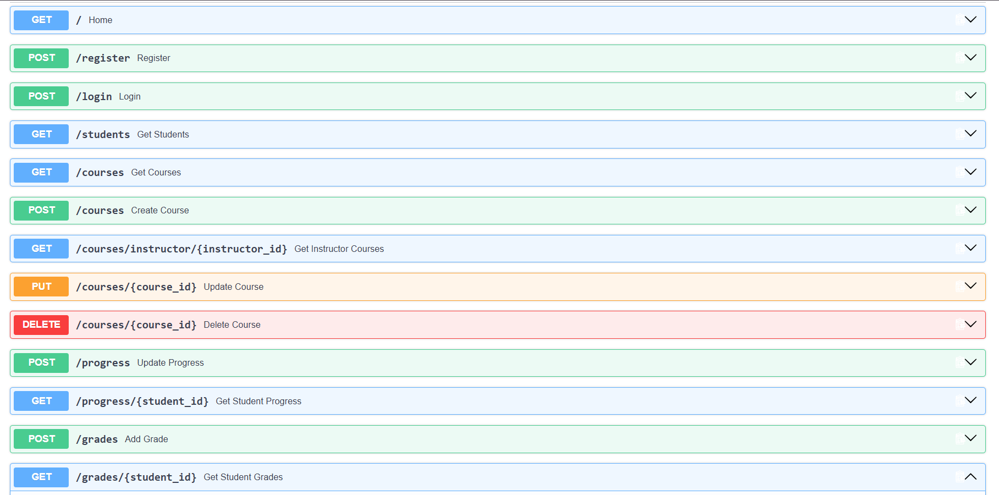 GET / Home
POST /register Register
POST /login Login
GET /students Get Students
GET /courses Get Courses
POST /courses Create Course
GET /courses/instructor/{instructor_id} Get Instructor Courses
PUT /courses/{course_id} Update Course
DELETE /courses/{course_id} Delete Course
POST /progress Update Progress
GET /progress/{student_id} Get Student Progress
POST /grades Add Grade
GET /grades/{student_id} Get Student Grades